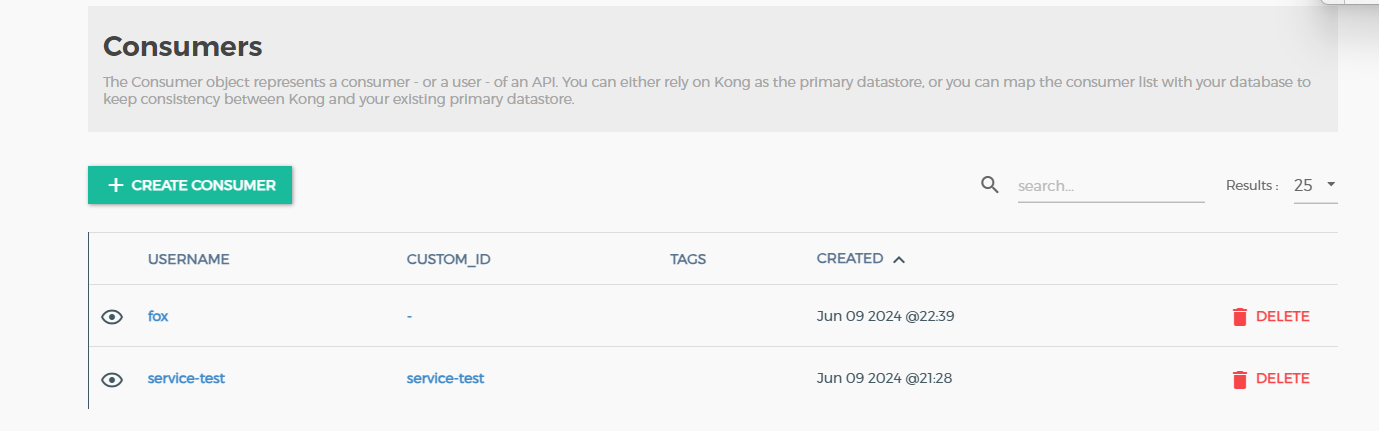 Consumers
The Consumer object represents a consumer - or a user - of an API. You can either rely on Kong as the primary datastore, or you can map the consumer list with your database to
keep consistency between Kong and your existing primary datastore.
+ CREATE CONSUMER search... Results : 25
USERNAME CUSTOM_ID TAGS CREATED
fox - Jun 09 2024 @22:39 DELETE
service-test service-test Jun 09 2024 @21:28 DELETE